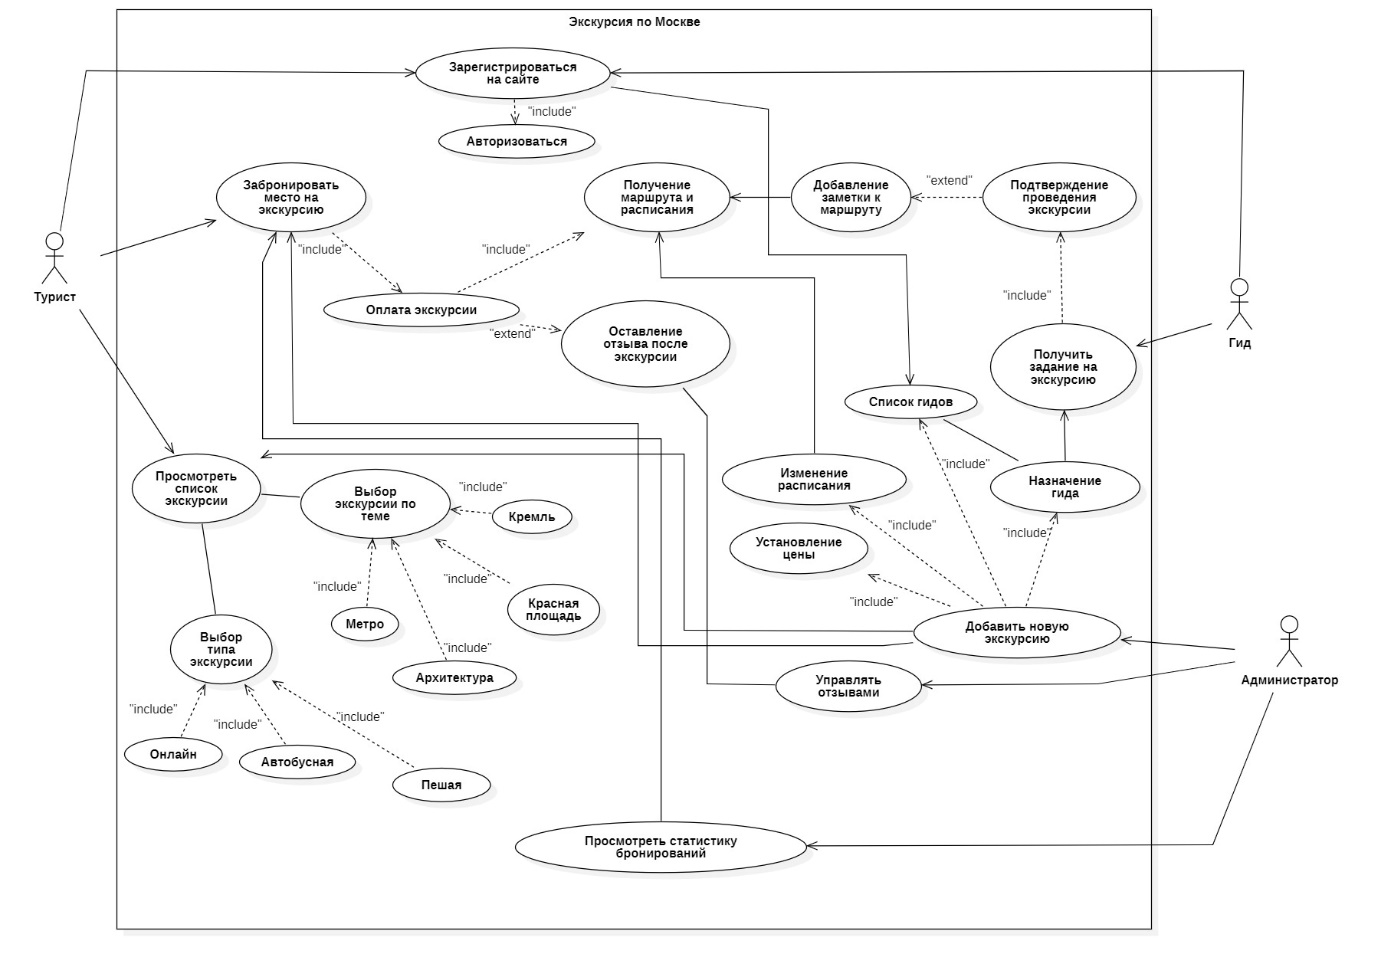 Экскурсия по Москве
Зарегистрироваться
на сайте
"include"
Авторизоваться
Забронировать
место на
экскурсию
Получение
маршрута и
расписания
Добавление
заметки к
маршруту
"extend"
Подтверждение
проведения
экскурсии
"include"
"include"
Турист
Оплата экскурсии
"extend"
Оставление
отзыва после
экскурсии
"include"
Гид
Получить
задание на
экскурсию
Список гидов
"include"
Просмотреть
список
экскурсии
Выбор
экскурсии по
теме
"include"
Кремль
Изменение
расписания
Назначение
гида
"include"
"include"
Установление
цены
"include"
"include"
"include"
Метро
Красная
площадь
"include"
Архитектура
Добавить новую
экскурсию
Выбор
типа
экскурсии
Управлять
отзывами
Администратор
"include"
"include"
"include"
Онлайн
Автобусная
Пешая
Просмотреть статистику
бронирований